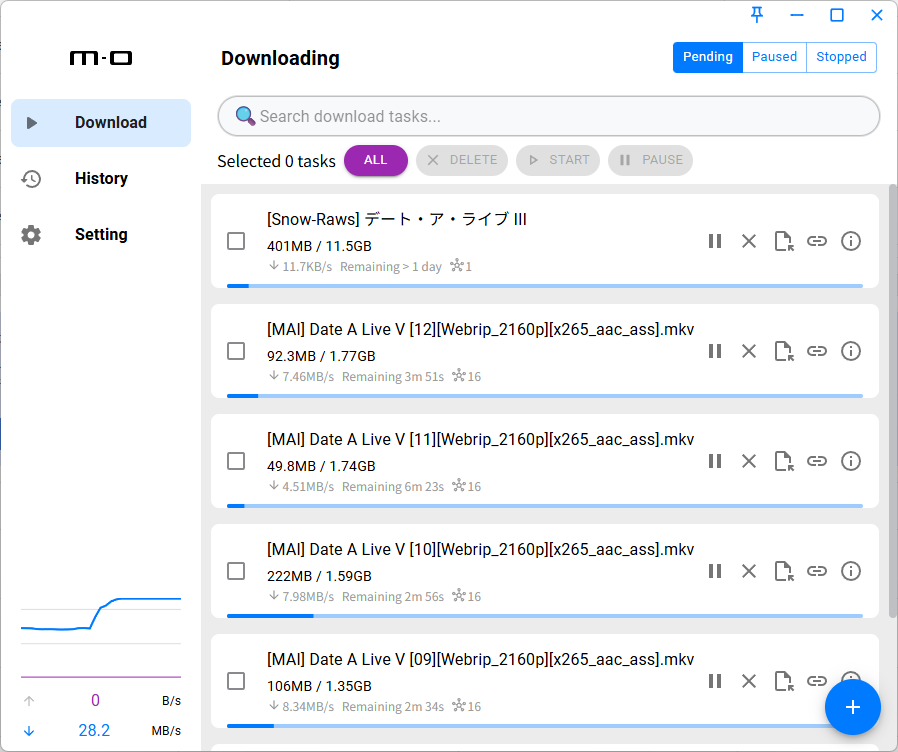 m-o
Downloading
Pending
Paused
Stopped
Download
History
Setting
Search download tasks...
Selected 0 tasks
ALL
DELETE
START
PAUSE
[Snow-Raws] デート・ア・ライブ III
401MB / 11.5GB
11.7KB/s Remaining > 1 day 1
[MAI] Date A Live V [12][Webrip_2160p][x265_aac_ass].mkv
92.3MB / 1.77GB
7.46MB/s Remaining 3m 51s 16
[MAI] Date A Live V [11][Webrip_2160p][x265_aac_ass].mkv
49.8MB / 1.74GB
4.51MB/s Remaining 6m 23s 16
[MAI] Date A Live V [10][Webrip_2160p][x265_aac_ass].mkv
222MB / 1.59GB
7.98MB/s Remaining 2m 56s 16
[MAI] Date A Live V [09][Webrip_2160p][x265_aac_ass].mkv
106MB / 1.35GB
8.34MB/s Remaining 2m 34s 16
0 B/s
28.2 MB/s